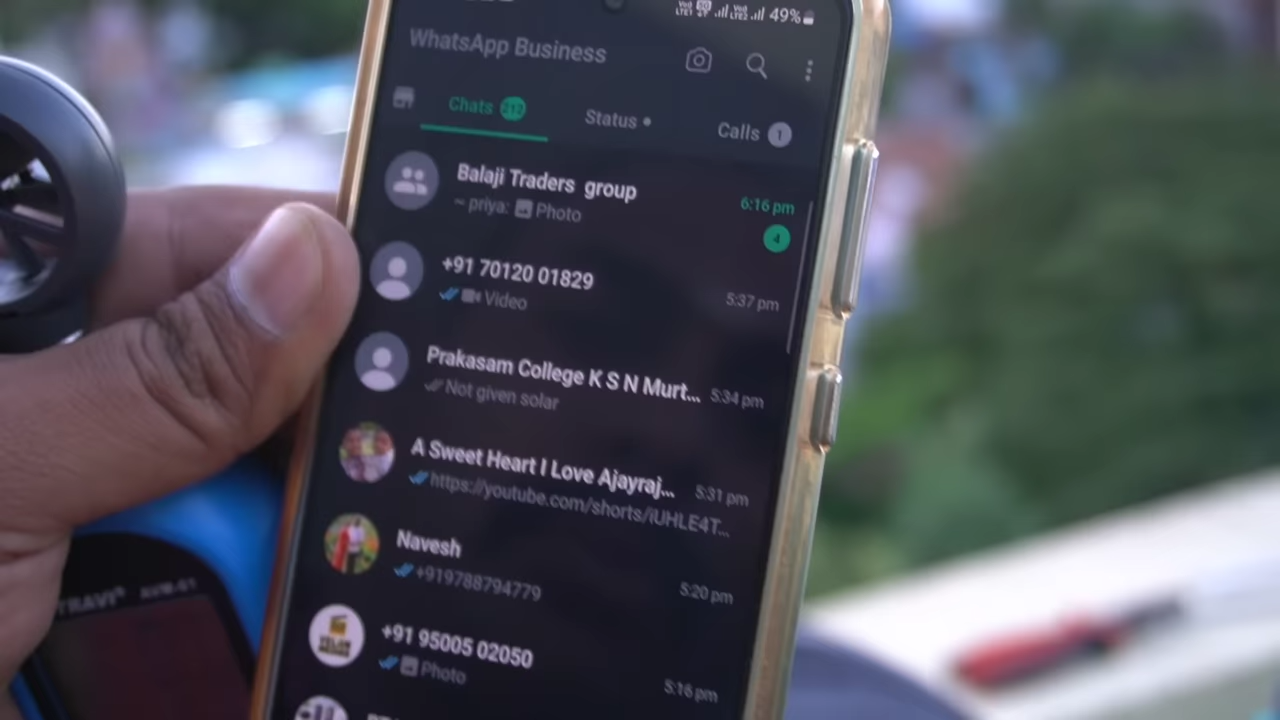 49%
WhatsApp Business
Chats 212
Status
Calls 1
Balaji Traders group
6:16 pm
~ priya: Photo
4
+91 70120 01829
5:37 pm
Video
Prakasam College K S N Murt...
5:34 pm
Not given solar
A Sweet Heart I Love Ajayraj...
5:31 pm
https://youtube.com/shorts/iUHLE4T...
Navesh
5:20 pm
+919788794779
+91 95005 02050
5:16 pm
Photo
TRAVI®